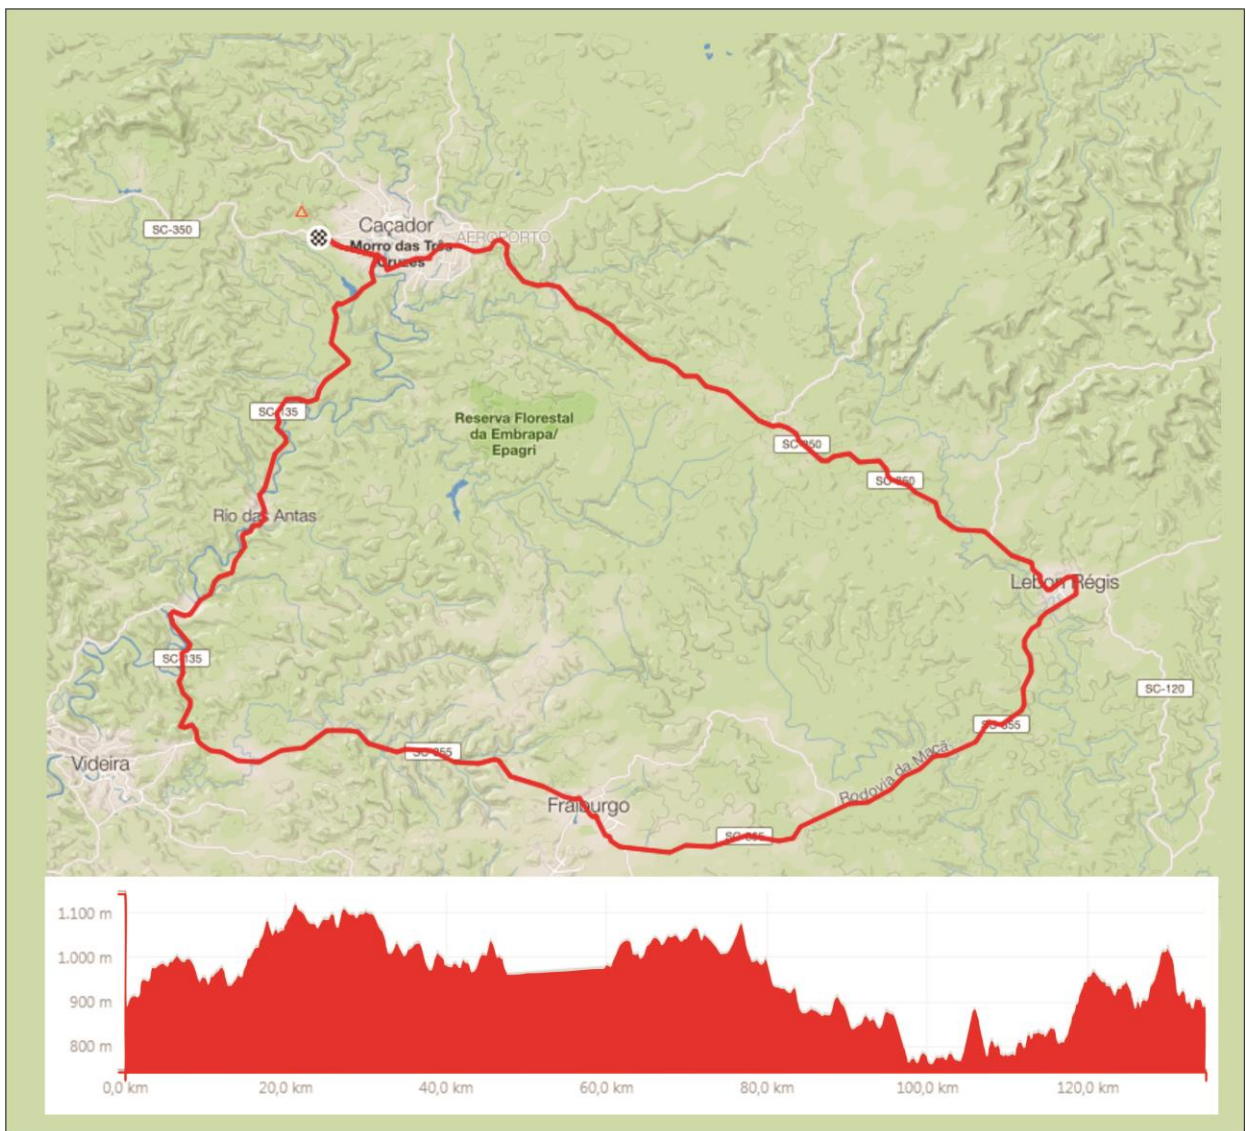 SC-350
Caçador
AEROPORTO
Morro das Três
Cruzes
SC-135
Reserva Florestal
da Embrapa/
Epagri
SC-350
SC-350
Rio das Antas
Lebon Régis
SC-135
SC-120
SC-355
SC-355
Videira
Rodovia da Maçã
Fraiburgo
SC-355
1.100 m
1.000 m
900 m
800 m
0,0 km
20,0 km
40,0 km
60,0 km
80,0 km
100,0 km
120,0 km